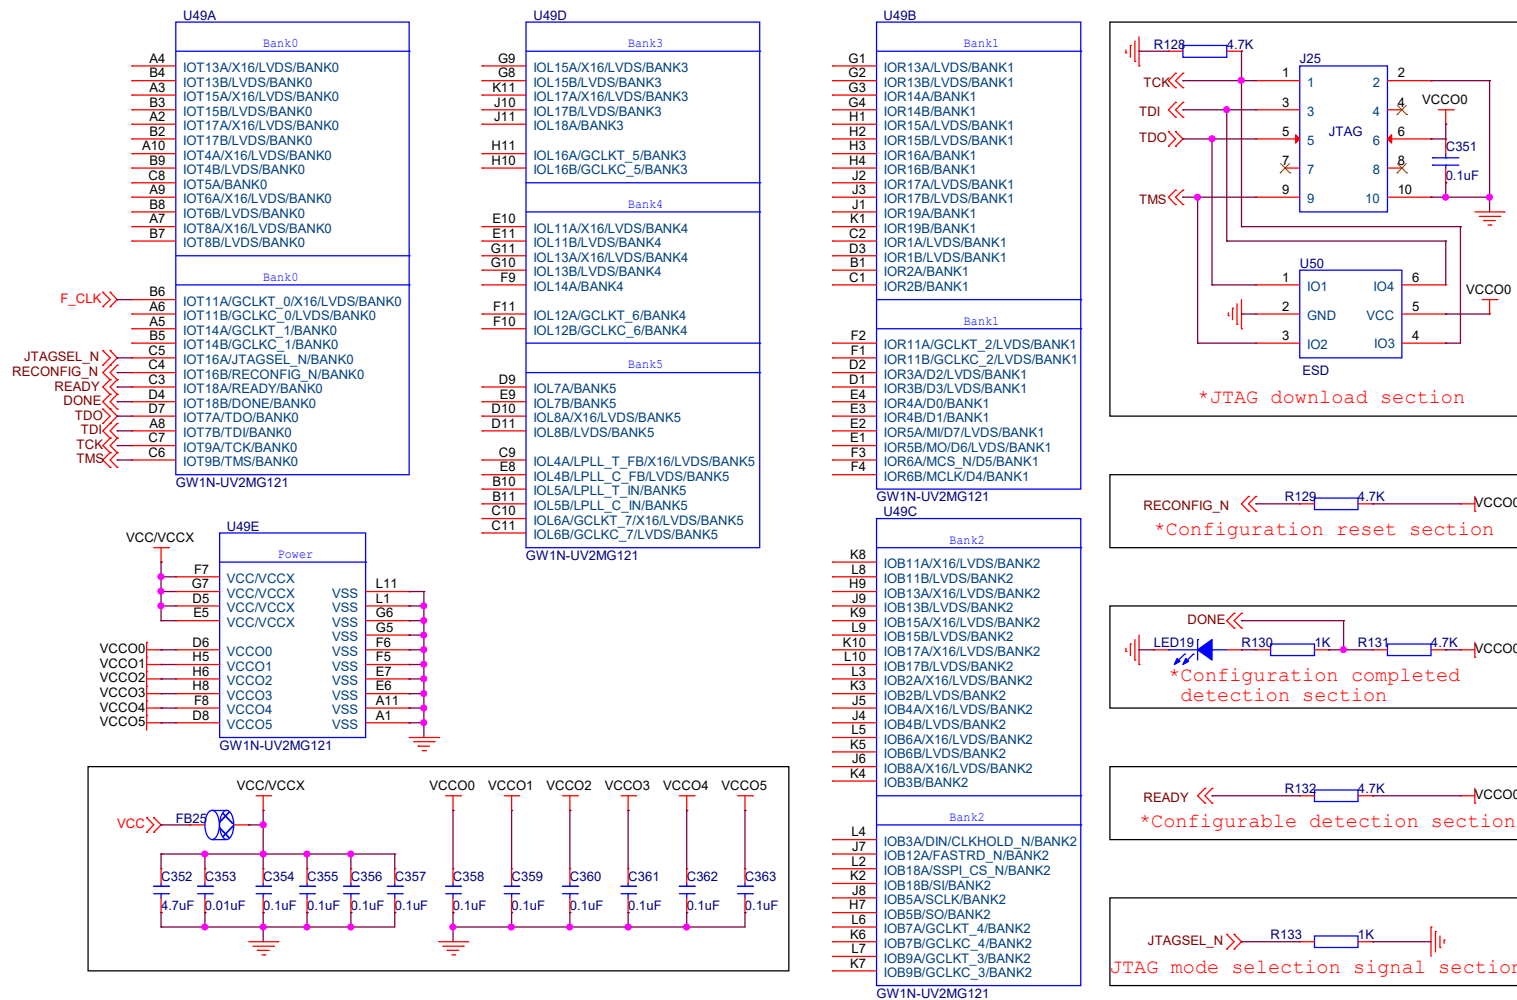 U49A
Bank0
A4 IOT13A/X16/LVDS/BANK0
B4 IOT13B/LVDS/BANK0
A3 IOT15A/X16/LVDS/BANK0
B3 IOT15B/LVDS/BANK0
A2 IOT17A/X16/LVDS/BANK0
B2 IOT17B/LVDS/BANK0
A10 IOT4A/X16/LVDS/BANK0
B9 IOT4B/LVDS/BANK0
C8 IOT5A/BANK0
A9 IOT6A/X16/LVDS/BANK0
B8 IOT6B/LVDS/BANK0
A7 IOT8A/X16/LVDS/BANK0
B7 IOT8B/LVDS/BANK0
Bank0
F_CLK B6 IOT11A/GCLKT_0/X16/LVDS/BANK0
A6 IOT11B/GCLKC_0/LVDS/BANK0
A5 IOT14A/GCLKT_1/BANK0
B5 IOT14B/GCLKC_1/BANK0
JTAGSEL_N C5 IOT16A/JTAGSEL_N/BANK0
RECONFIG_N C4 IOT16B/RECONFIG_N/BANK0
READY C3 IOT18A/READY/BANK0
DONE D4 IOT18B/DONE/BANK0
TDO D7 IOT7A/TDO/BANK0
TDI A8 IOT7B/TDI/BANK0
TCK C7 IOT9A/TCK/BANK0
TMS C6 IOT9B/TMS/BANK0
GW1N-UV2MG121
U49D
Bank3
G9 IOL15A/X16/LVDS/BANK3
G8 IOL15B/LVDS/BANK3
K11 IOL17A/X16/LVDS/BANK3
J10 IOL17B/LVDS/BANK3
J11 IOL18A/BANK3
H11 IOL16A/GCLKT_5/BANK3
H10 IOL16B/GCLKC_5/BANK3
Bank4
E10 IOL11A/X16/LVDS/BANK4
E11 IOL11B/LVDS/BANK4
G11 IOL13A/X16/LVDS/BANK4
G10 IOL13B/LVDS/BANK4
F9 IOL14A/BANK4
F11 IOL12A/GCLKT_6/BANK4
F10 IOL12B/GCLKC_6/BANK4
Bank5
D9 IOL7A/BANK5
E9 IOL7B/BANK5
D10 IOL8A/X16/LVDS/BANK5
D11 IOL8B/LVDS/BANK5
C9 IOL4A/LPLL_T_FB/X16/LVDS/BANK5
E8 IOL4B/LPLL_C_FB/LVDS/BANK5
B10 IOL5A/LPLL_T_IN/BANK5
B11 IOL5B/LPLL_C_IN/BANK5
C10 IOL6A/GCLKT_7/X16/LVDS/BANK5
C11 IOL6B/GCLKC_7/LVDS/BANK5
GW1N-UV2MG121
U49B
Bank1
G1 IOR13A/LVDS/BANK1
G2 IOR13B/LVDS/BANK1
G3 IOR14A/BANK1
G4 IOR14B/BANK1
H1 IOR15A/LVDS/BANK1
H2 IOR15B/LVDS/BANK1
H3 IOR16A/BANK1
H4 IOR16B/BANK1
J2 IOR17A/LVDS/BANK1
J3 IOR17B/LVDS/BANK1
J1 IOR19A/BANK1
K1 IOR19B/BANK1
C2 IOR1A/LVDS/BANK1
D3 IOR1B/LVDS/BANK1
B1 IOR2A/BANK1
C1 IOR2B/BANK1
Bank1
F2 IOR11A/GCLKT_2/LVDS/BANK1
F1 IOR11B/GCLKC_2/LVDS/BANK1
D2 IOR3A/D2/LVDS/BANK1
D1 IOR3B/D3/LVDS/BANK1
E4 IOR4A/D0/BANK1
E3 IOR4B/D1/BANK1
E2 IOR5A/MI/D7/LVDS/BANK1
E1 IOR5B/MO/D6/LVDS/BANK1
F3 IOR6A/MCS_N/D5/BANK1
F4 IOR6B/MCLK/D4/BANK1
GW1N-UV2MG121
U49C
Bank2
K8 IOB11A/X16/LVDS/BANK2
L8 IOB11B/LVDS/BANK2
H9 IOB13A/X16/LVDS/BANK2
J9 IOB13B/LVDS/BANK2
K9 IOB15A/X16/LVDS/BANK2
L9 IOB15B/LVDS/BANK2
K10 IOB17A/X16/LVDS/BANK2
L10 IOB17B/LVDS/BANK2
L3 IOB2A/X16/LVDS/BANK2
K3 IOB2B/LVDS/BANK2
J5 IOB4A/X16/LVDS/BANK2
J4 IOB4B/LVDS/BANK2
L5 IOB6A/X16/LVDS/BANK2
K5 IOB6B/LVDS/BANK2
J6 IOB8A/X16/LVDS/BANK2
K4 IOB3B/BANK2
Bank2
L4 IOB3A/DIN/CLKHOLD_N/BANK2
J7 IOB12A/FASTRD_N/BANK2
L2 IOB18A/SSPI_CS_N/BANK2
K2 IOB18B/SI/BANK2
J8 IOB5A/SCLK/BANK2
H7 IOB5B/SO/BANK2
L6 IOB7A/GCLKT_4/BANK2
K6 IOB7B/GCLKC_4/BANK2
L7 IOB9A/GCLKT_3/BANK2
K7 IOB9B/GCLKC_3/BANK2
GW1N-UV2MG121
U49E
VCC/VCCX
Power
F7 VCC/VCCX
G7 VCC/VCCX VSS L11
D5 VCC/VCCX VSS L1
E5 VCC/VCCX VSS G6
VSS G5
VCCO0 D6 VCCO0 VSS F6
VCCO1 H5 VCCO1 VSS F5
VCCO2 H6 VCCO2 VSS E7
VCCO3 H8 VCCO3 VSS E6
VCCO4 F8 VCCO4 VSS A11
VCCO5 D8 VCCO5 VSS A1
GW1N-UV2MG121
VCC/VCCX VCCO0 VCCO1 VCCO2 VCCO3 VCCO4 VCCO5
VCC FB25
C352 C353 C354 C355 C356 C357 C358 C359 C360 C361 C362 C363
4.7uF 0.01uF 0.1uF 0.1uF 0.1uF 0.1uF 0.1uF 0.1uF 0.1uF 0.1uF 0.1uF 0.1uF
R128 4.7K
J25
TCK 1 1 2 2
TDI 3 3 4 4 VCCO0
TDO 5 5 JTAG 6 6
C351
7 7 8 8 0.1uF
TMS 9 9 10 10
U50
1 IO1 IO4 6
VCCO0
2 GND VCC 5
3 IO2 IO3 4
ESD
*JTAG download section
RECONFIG_N R129 4.7K VCCO0
*Configuration reset section
DONE
LED19 R130 1K R131 4.7K VCCO0
*Configuration completed
detection section
READY R132 4.7K VCCO0
*Configurable detection section
JTAGSEL_N R133 1K
JTAG mode selection signal section